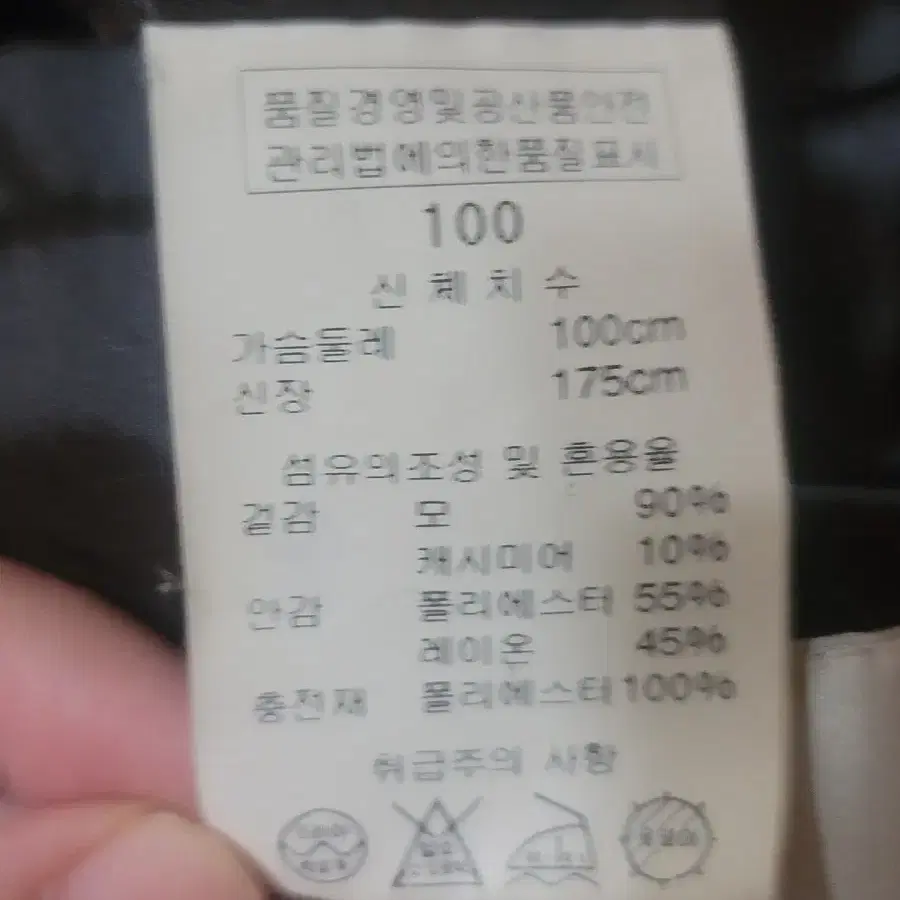 품질경영및공산품안전
관리법에의한품질표시
100
신체치수
가슴둘레 100cm
신장 175cm
섬유의조성 및 혼용율
겉감 모 90%
캐시미어 10%
안감 폴리에스터 55%
레이온 45%
충전재 폴리에스터 100%
취급주의 사항